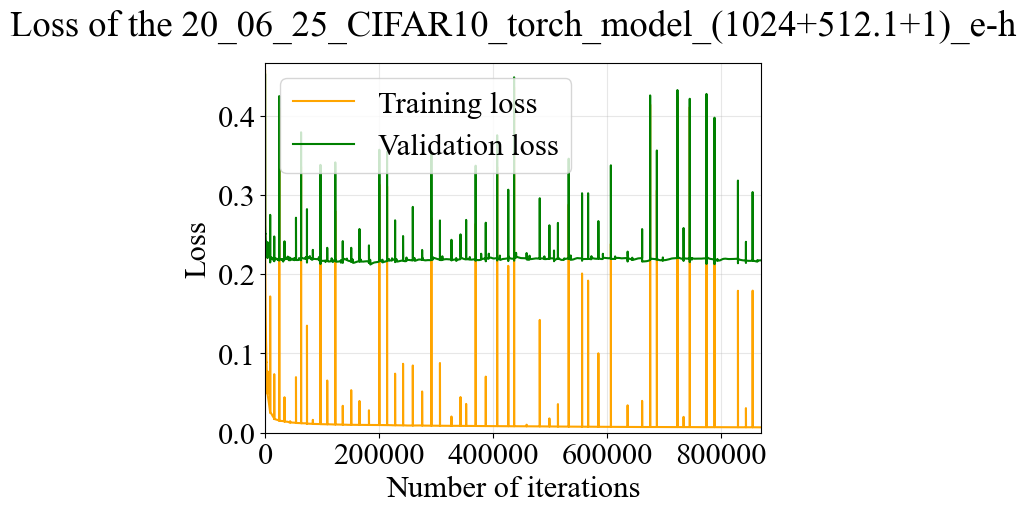 Loss of the 20_06_25_CIFAR10_torch_model_(1024+512.1+1)_e-h
Training loss
Validation loss
0.4
0.3
0.2
0.1
0.0
Loss
0
200000
400000
600000
800000
Number of iterations